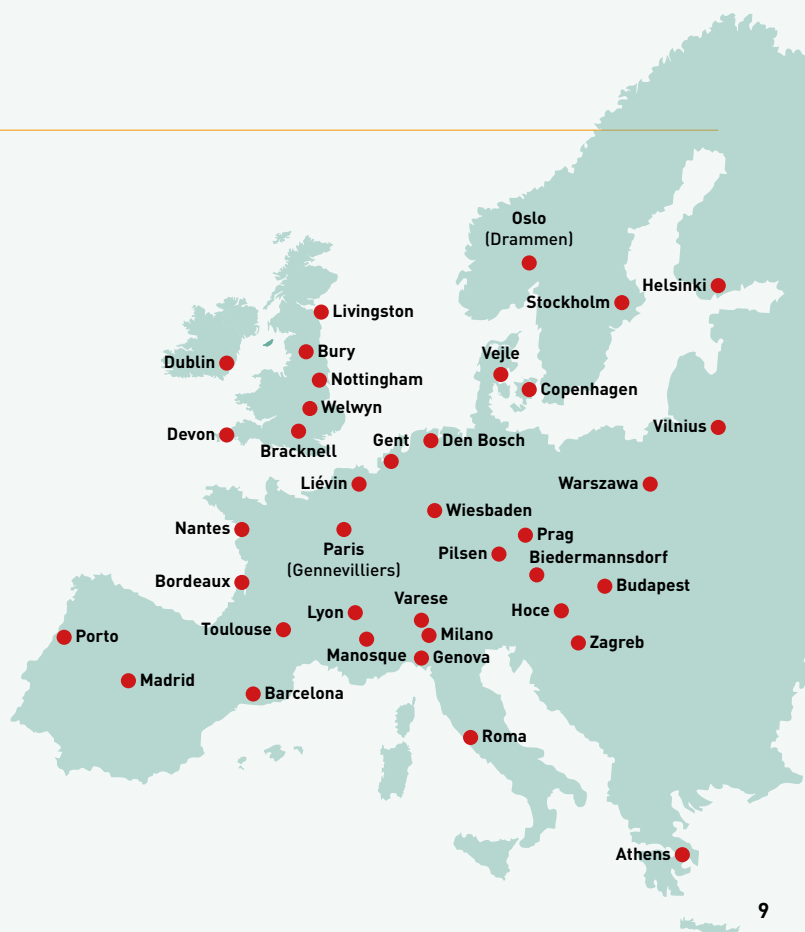 Oslo
(Drammen)
Helsinki
Stockholm
Livingston
Bury
Vejle
Dublin
Nottingham
Copenhagen
Welwyn
Vilnius
Devon
Gent
Den Bosch
Bracknell
Liévin
Warszawa
Wiesbaden
Nantes
Prag
Paris
(Gennevilliers)
Pilsen
Biedermannsdorf
Bordeaux
Budapest
Varese
Lyon
Hoce
Toulouse
Milano
Porto
Zagreb
Manosque
Genova
Madrid
Barcelona
Roma
Athens
9